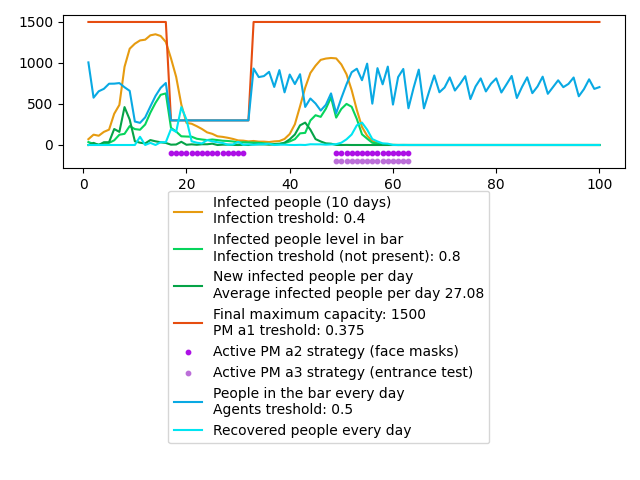 1500
1000
500
0
0 20 40 60 80 100
Infected people (10 days)
Infection treshold: 0.4
Infected people level in bar
Infection treshold (not present): 0.8
New infected people per day
Average infected people per day 27.08
Final maximum capacity: 1500
PM a1 treshold: 0.375
Active PM a2 strategy (face masks)
Active PM a3 strategy (entrance test)
People in the bar every day
Agents treshold: 0.5
Recovered people every day